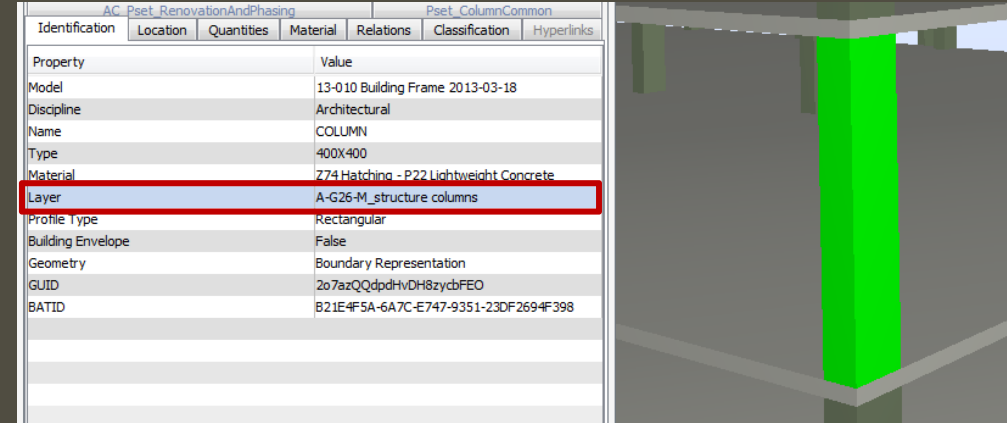 AC_Pset_RenovationAndPhasing Pset_ColumnCommon
Identification Location Quantities Material Relations Classification Hyperlinks
Property Value
Model 13-010 Building Frame 2013-03-18
Discipline Architectural
Name COLUMN
Type 400X400
Material Z74 Hatching - P22 Lightweight Concrete
Layer A-G26-M_structure columns
Profile Type Rectangular
Building Envelope False
Geometry Boundary Representation
GUID 2o7azQQdpdHvDH8zycbFEO
BATID B21E4F5A-6A7C-E747-9351-23DF2694F398